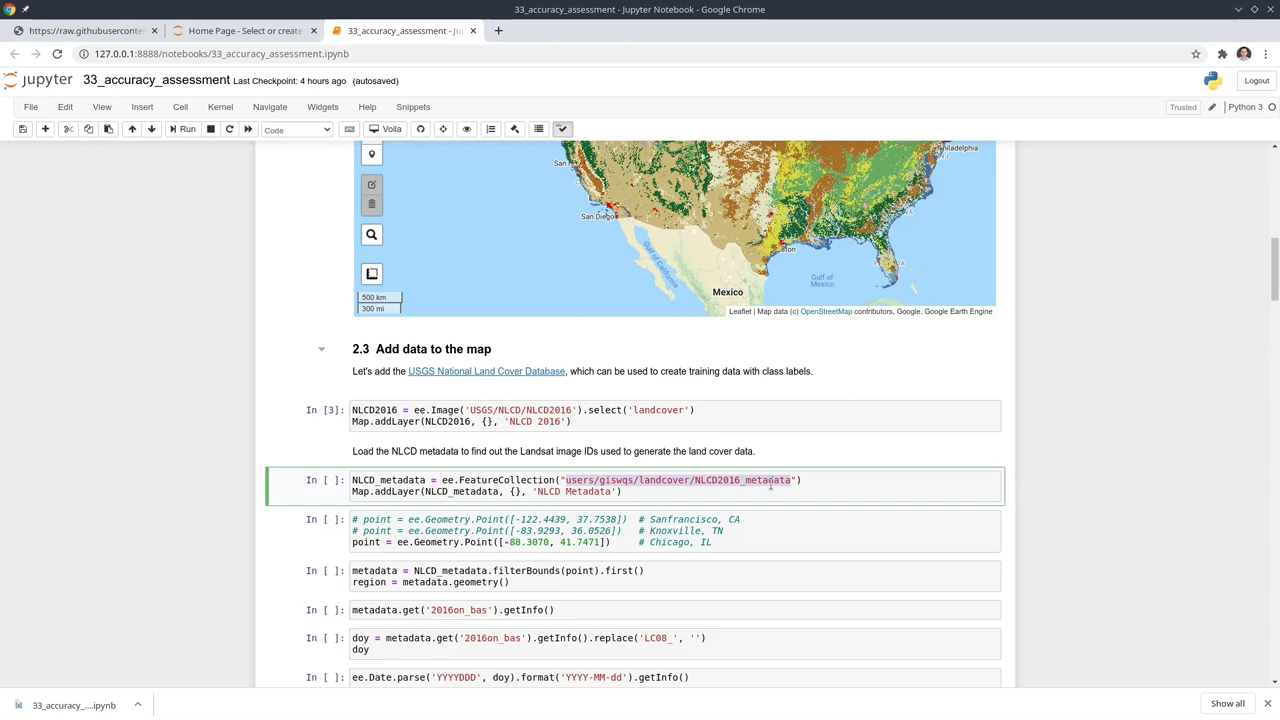 33_accuracy_assessment - Jupyter Notebook - Google Chrome
https://raw.githubuserconte
Home Page - Select or create
33_accuracy_assessment - Ju
127.0.0.1:8888/notebooks/33_accuracy_assessment.ipynb
jupyter 33_accuracy_assessment Last Checkpoint: 4 hours ago (autosaved)
Logout
File Edit View Insert Cell Kernel Navigate Widgets Help Snippets
Trusted Python 3
Run Code Voila
Philadelphia
San
San Diego
Gulf of California
Mexico
Gulf of
Mexico
500 km
300 mi
Leaflet | Map data (c) OpenStreetMap contributors, Google, Google Earth Engine
2.3 Add data to the map
Let's add the USGS National Land Cover Database, which can be used to create training data with class labels.
In [3]: NLCD2016 = ee.Image('USGS/NLCD/NLCD2016').select('landcover')
Map.addLayer(NLCD2016, {}, 'NLCD 2016')
Load the NLCD metadata to find out the Landsat image IDs used to generate the land cover data.
In [ ]: NLCD_metadata = ee.FeatureCollection("users/giswqs/landcover/NLCD2016_metadata")
Map.addLayer(NLCD_metadata, {}, 'NLCD Metadata')
In [ ]: # point = ee.Geometry.Point([-122.4439, 37.7538]) # Sanfrancisco, CA
# point = ee.Geometry.Point([-83.9293, 36.0526]) # Knoxville, TN
point = ee.Geometry.Point([-88.3070, 41.7471]) # Chicago, IL
In [ ]: metadata = NLCD_metadata.filterBounds(point).first()
region = metadata.geometry()
In [ ]: metadata.get('2016on_bas').getInfo()
In [ ]: doy = metadata.get('2016on_bas').getInfo().replace('LC08_', '')
doy
In [ ]: ee.Date.parse('YYYYDDD', doy).format('YYYY-MM-dd').getInfo()
33_accuracy_....ipynb
Show all